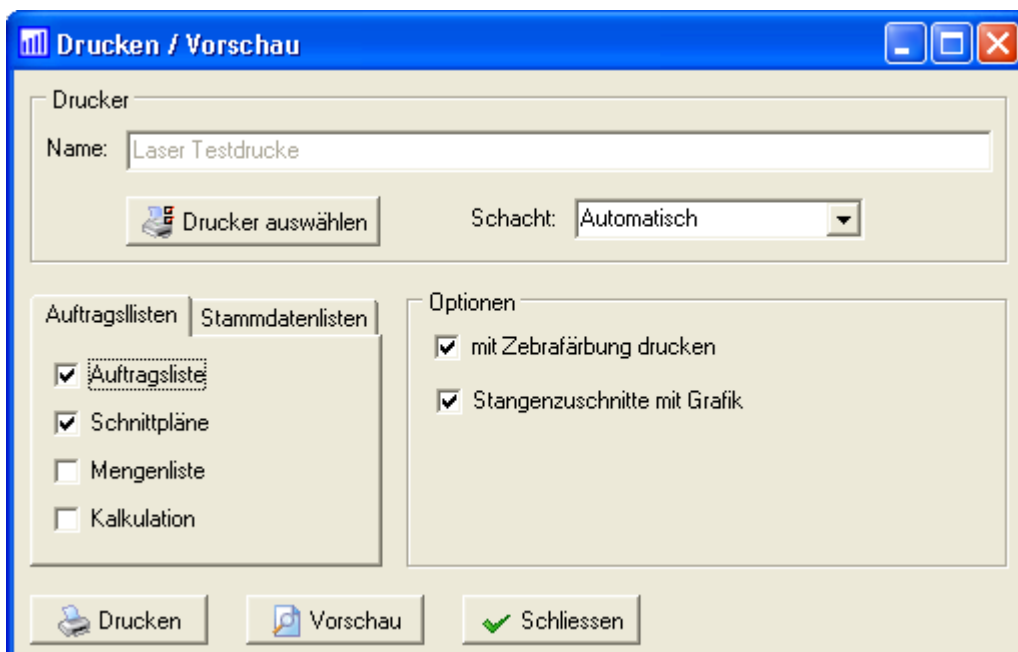 Drucken / Vorschau
Drucker
Name: Laser Testdrucke
Drucker auswählen Schacht: Automatisch
Auftragsllisten Stammdatenlisten
Auftragsliste
Schnittpläne
Mengenliste
Kalkulation
Optionen
mit Zebrafärbung drucken
Stangenzuschnitte mit Grafik
Drucken Vorschau Schliessen